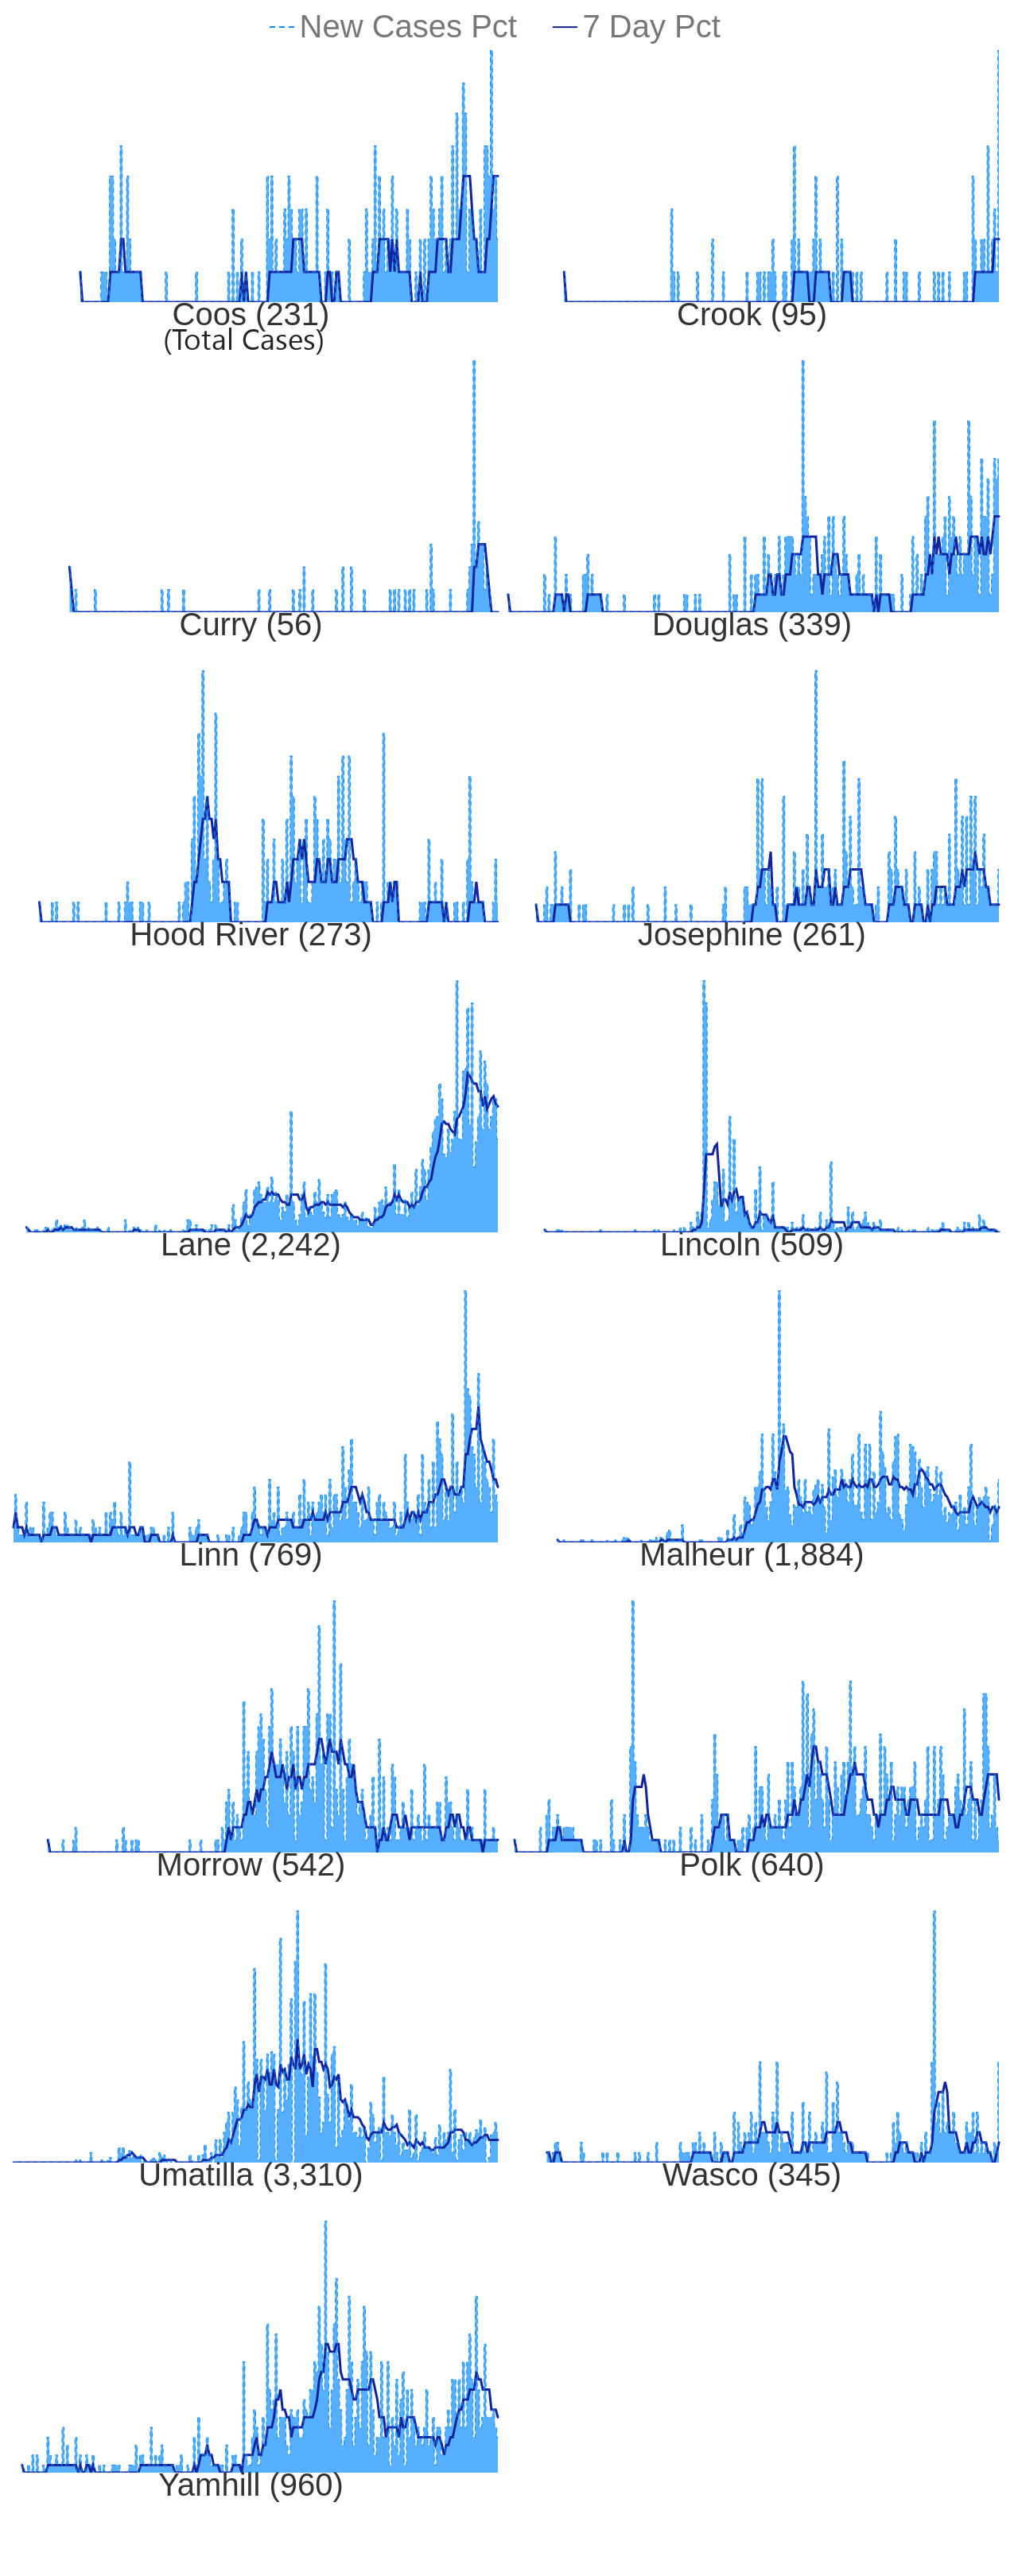 New Cases Pct 7 Day Pct
Coos (231) Crook (95)
(Total Cases)
Curry (56) Douglas (339)
Hood River (273) Josephine (261)
Lane (2,242) Lincoln (509)
Linn (769) Malheur (1,884)
Morrow (542) Polk (640)
Umatilla (3,310) Wasco (345)
Yamhill (960)